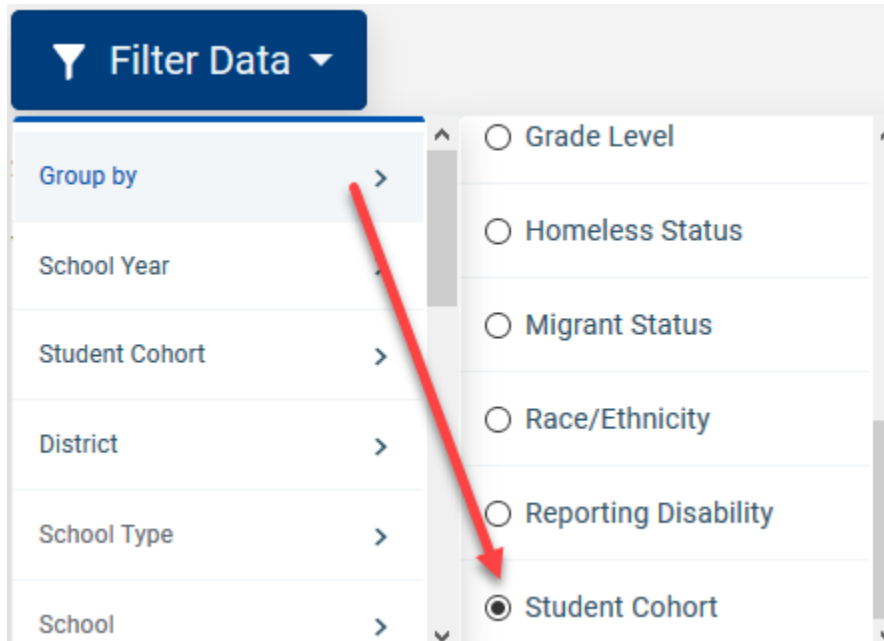 Filter Data
Group by
School Year
Student Cohort
District
School Type
School
Grade Level
Homeless Status
Migrant Status
Race/Ethnicity
Reporting Disability
Student Cohort